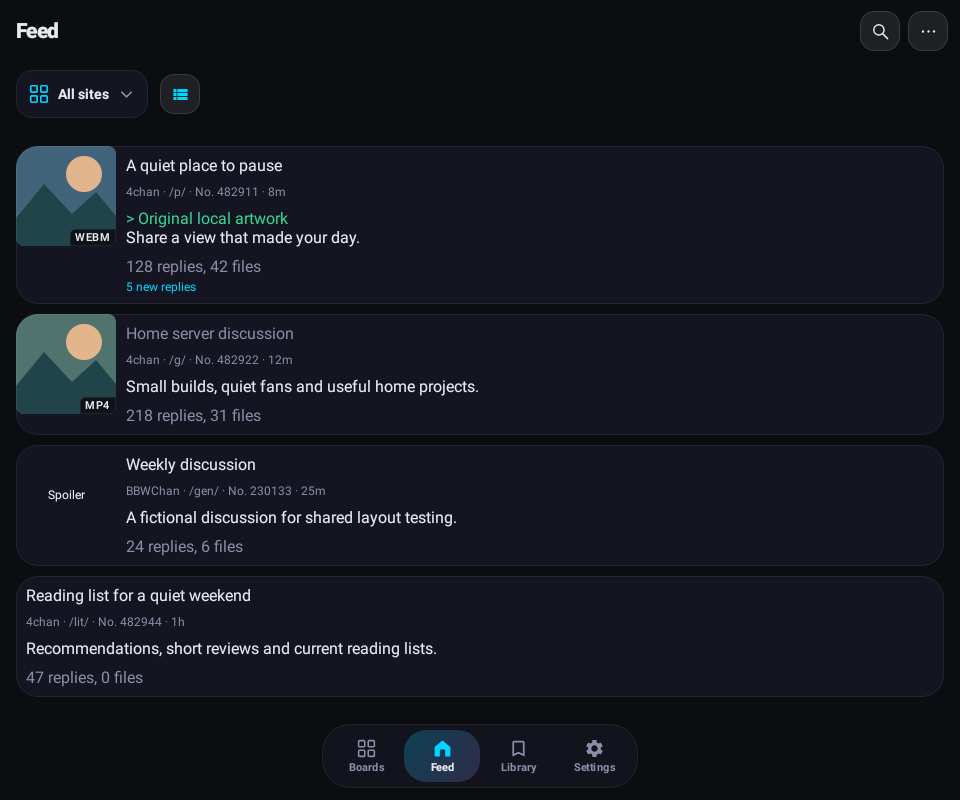 Feed
All sites
A quiet place to pause
4chan · /p/ · No. 482911 · 8m
> Original local artwork
Share a view that made your day.
WEBM
128 replies, 42 files
5 new replies
Home server discussion
4chan · /g/ · No. 482922 · 12m
Small builds, quiet fans and useful home projects.
MP4
218 replies, 31 files
Weekly discussion
BBWChan · /gen/ · No. 230133 · 25m
Spoiler
A fictional discussion for shared layout testing.
24 replies, 6 files
Reading list for a quiet weekend
4chan · /lit/ · No. 482944 · 1h
Recommendations, short reviews and current reading lists.
47 replies, 0 files
Boards
Feed
Library
Settings